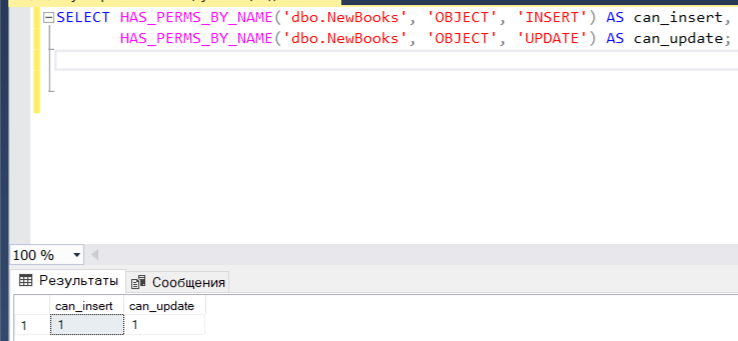 SELECT HAS_PERMS_BY_NAME('dbo.NewBooks', 'OBJECT', 'INSERT') AS can_insert,
HAS_PERMS_BY_NAME('dbo.NewBooks', 'OBJECT', 'UPDATE') AS can_update;
100 %
Результаты Сообщения
can_insert can_update
1 1 1